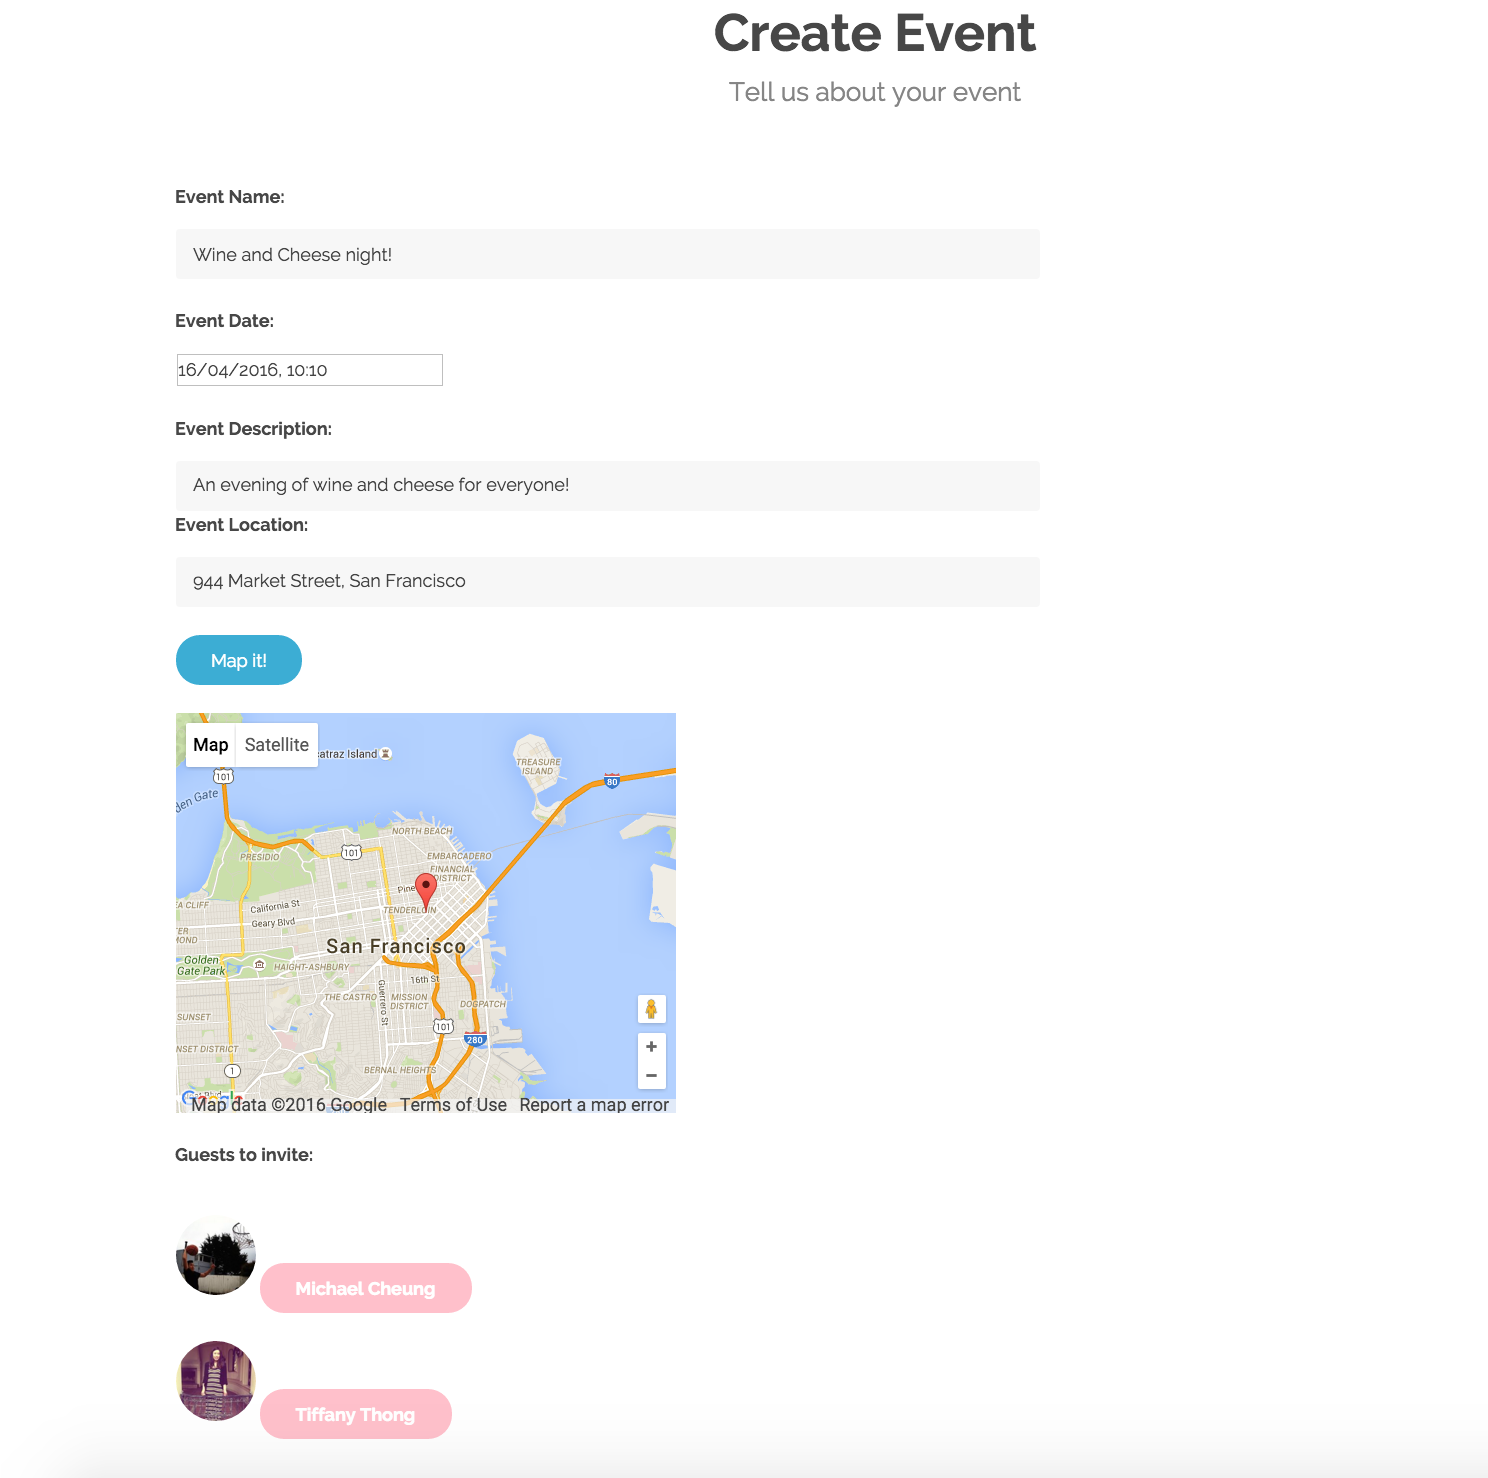 Create Event
Tell us about your event
Event Name:
Wine and Cheese night!
Event Date:
16/04/2016, 10:10
Event Description:
An evening of wine and cheese for everyone!
Event Location:
944 Market Street, San Francisco
Map it!
Map Satellite
catraz Island
101
den Gate
TREASURE
ISLAND
80
NORTH BEACH
101
PRESIDIO
EMBARCADERO
FINANCIAL
DISTRICT
Pine
EA CLIFF
California St
TENDERLOIN
Geary Blvd
ER
MOND
San Francisco
Golden
Gate Park
HAIGHT-ASHBURY
16th St
Guerrero St
THE CASTRO
MISSION
DISTRICT
DOGPATCH
SUNSET
101
280
NSET DISTRICT
1
BERNAL HEIGHTS
+
−
Google
Map data ©2016 Google Terms of Use Report a map error
Guests to invite:
Michael Cheung
Tiffany Thong